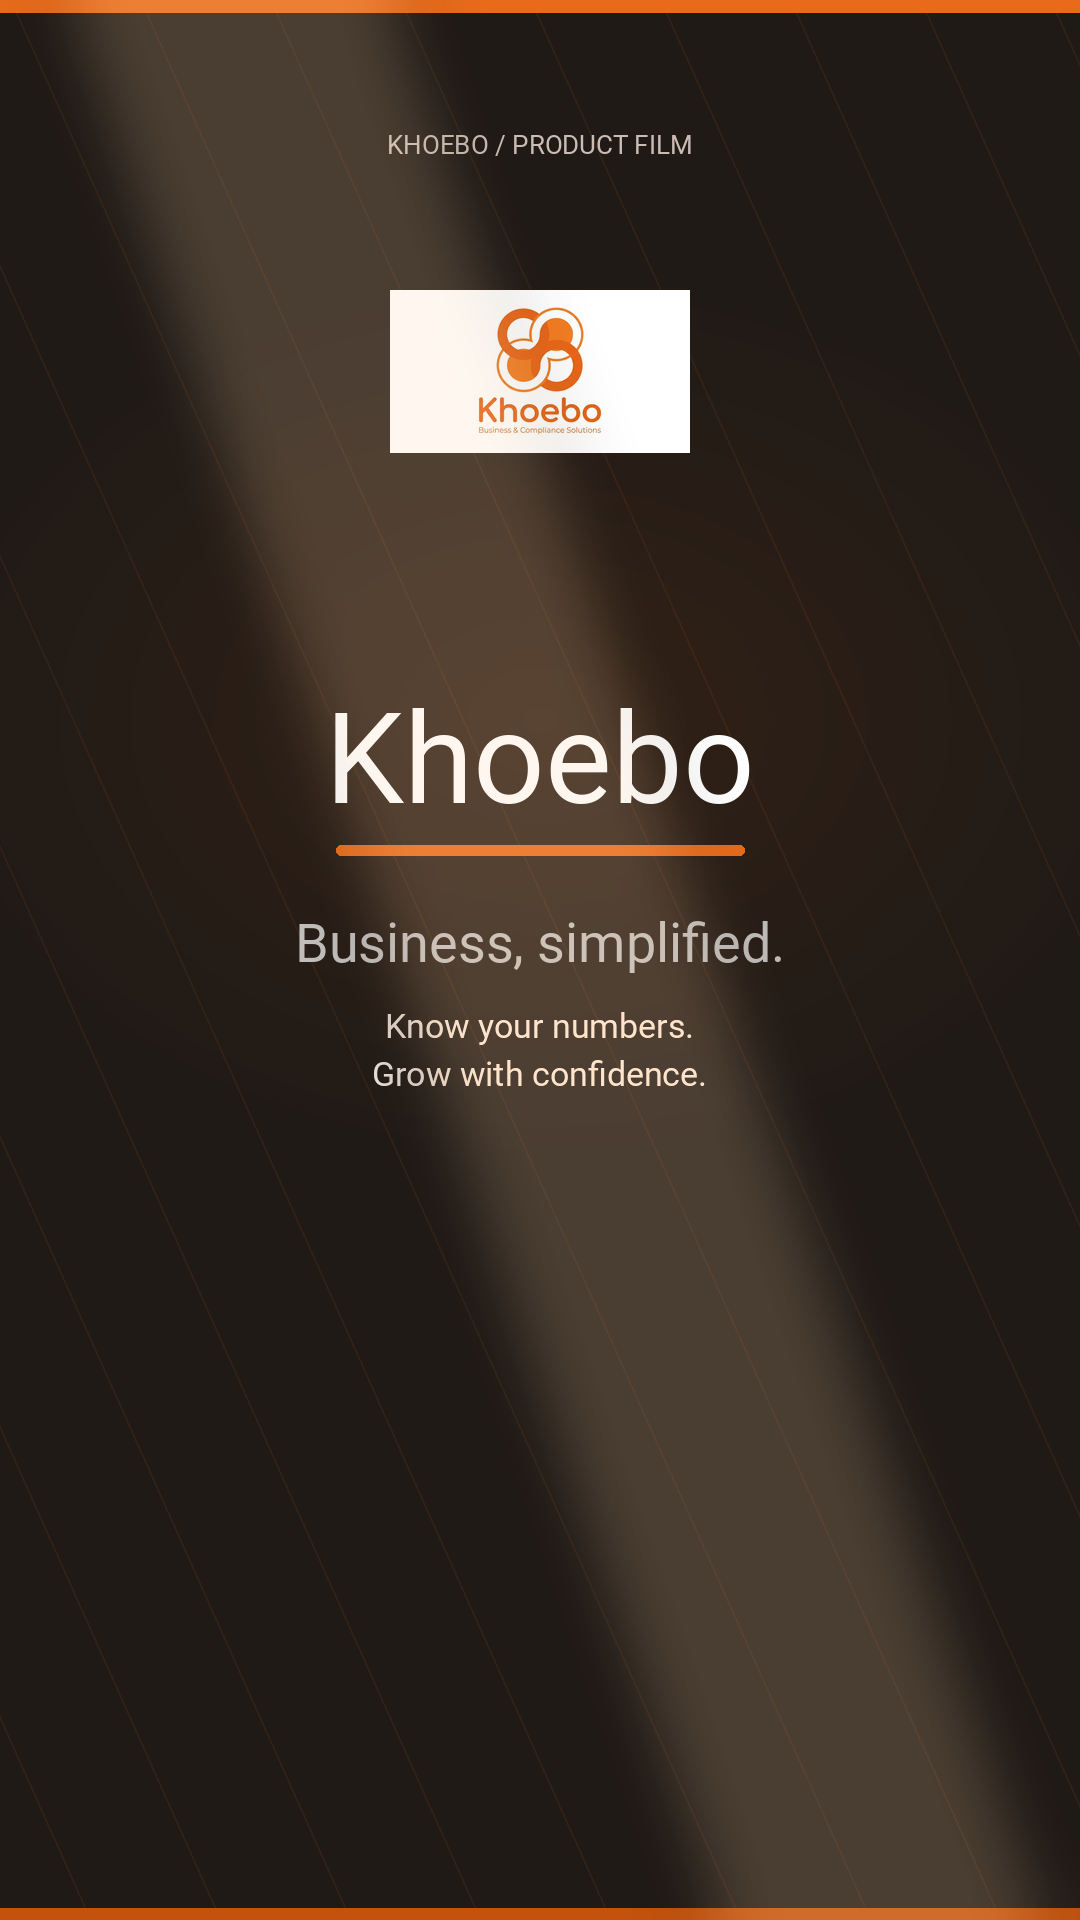 KHOEBO / PRODUCT FILM
Khoebo
Business & Compliance Solutions
Khoebo
Business, simplified.
Know your numbers.
Grow with confidence.